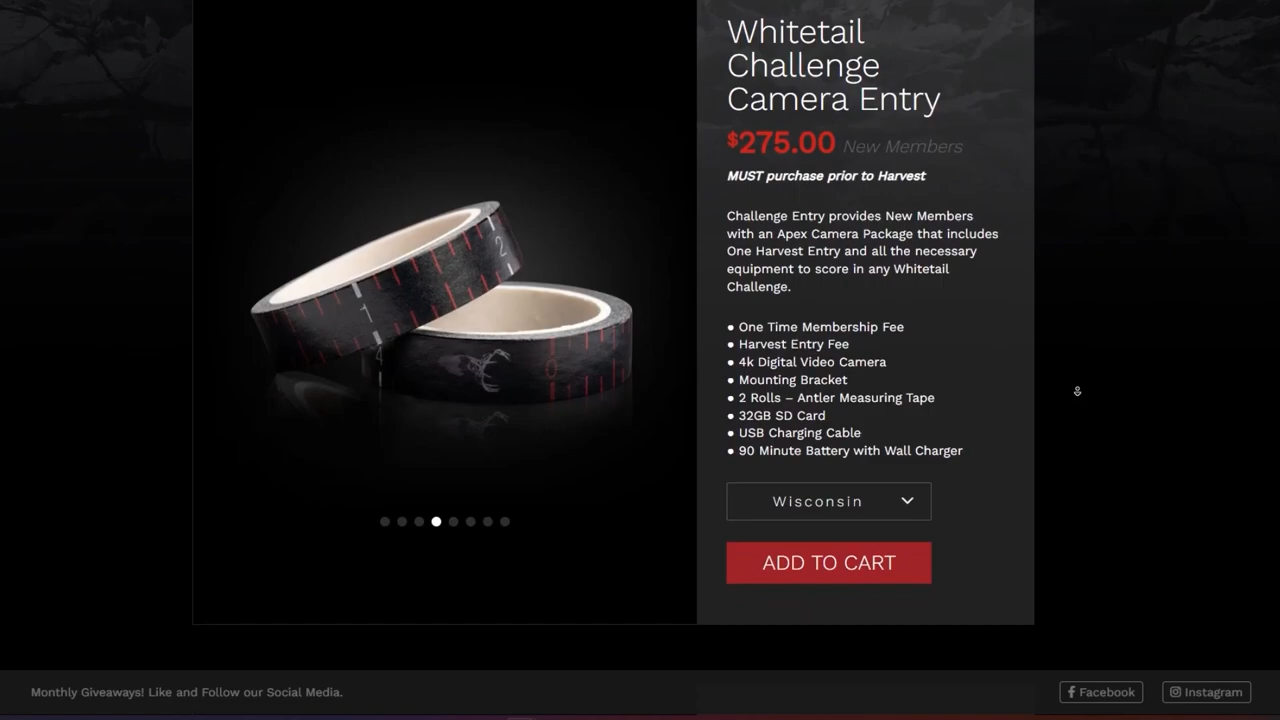 Whitetail
Challenge
Camera Entry
$275.00 New Members
MUST purchase prior to Harvest
Challenge Entry provides New Members
with an Apex Camera Package that includes
One Harvest Entry and all the necessary
equipment to score in any Whitetail
Challenge.
● One Time Membership Fee
● Harvest Entry Fee
● 4k Digital Video Camera
● Mounting Bracket
● 2 Rolls – Antler Measuring Tape
● 32GB SD Card
● USB Charging Cable
● 90 Minute Battery with Wall Charger
Wisconsin
ADD TO CART
2
1
4
0
Monthly Giveaways! Like and Follow our Social Media.
Facebook
Instagram